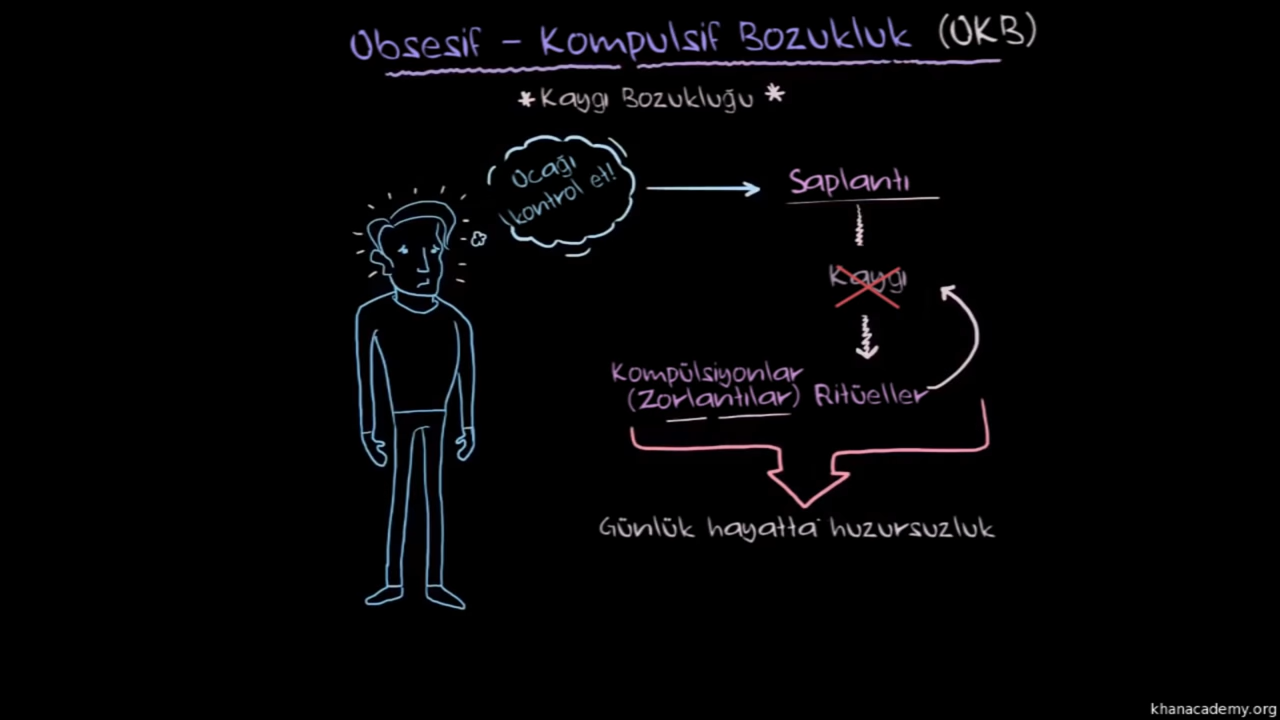 Obsesif - Kompulsif Bozukluk (OKB)
*Kaygı Bozukluğu*
Ocağı
kontrol et!
Saplantı
Kaygı
Kompülsiyonlar
(Zorlantılar) Ritüeller
Günlük hayatta huzursuzluk
khanacademy.org